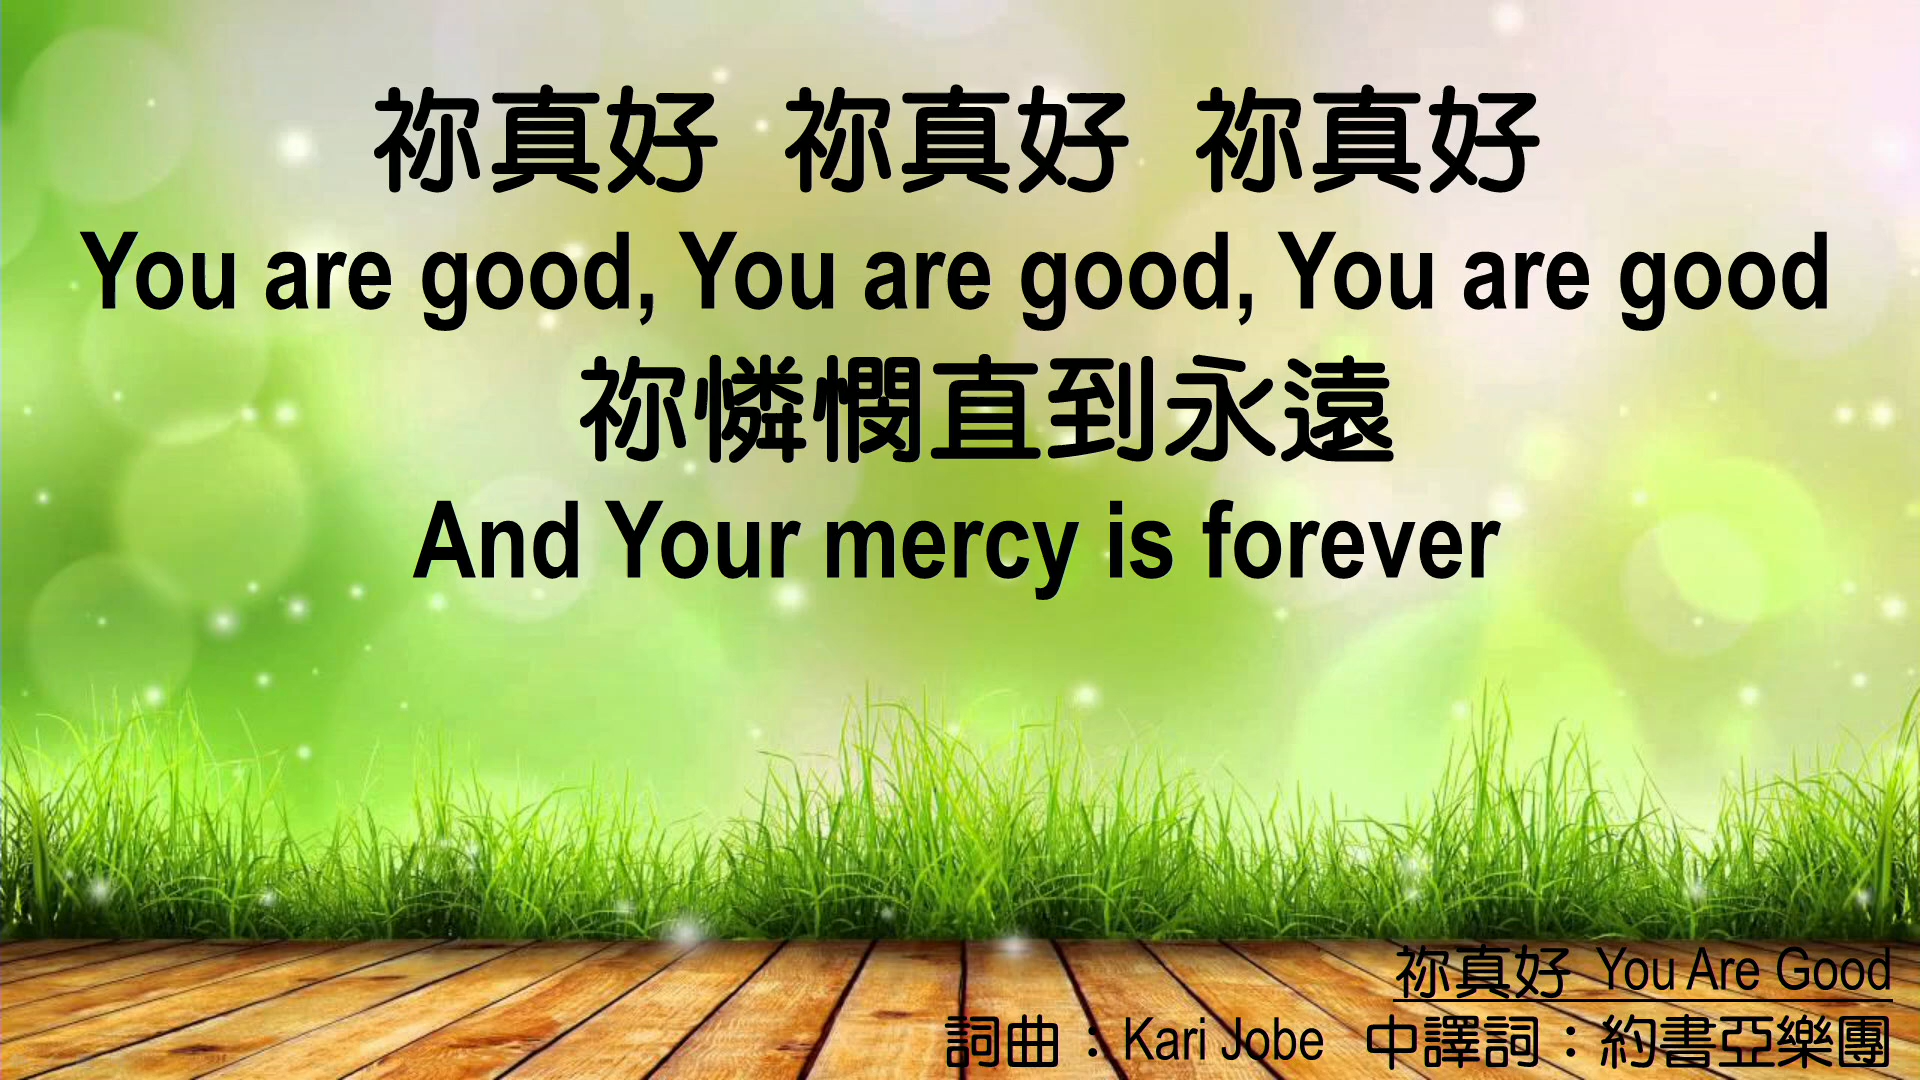 祢真好 祢真好 祢真好
You are good, You are good, You are good
祢憐憫直到永遠
And Your mercy is forever
祢真好 You Are Good
詞曲：Kari Jobe 中譯詞：約書亞樂團